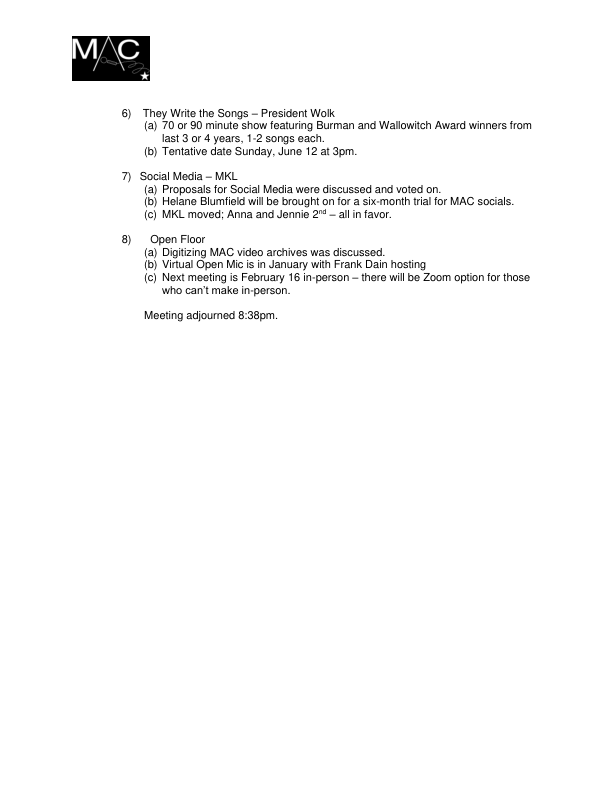 MAC
6) They Write the Songs – President Wolk
(a) 70 or 90 minute show featuring Burman and Wallowitch Award winners from
last 3 or 4 years, 1-2 songs each.
(b) Tentative date Sunday, June 12 at 3pm.
7) Social Media – MKL
(a) Proposals for Social Media were discussed and voted on.
(b) Helane Blumfield will be brought on for a six-month trial for MAC socials.
(c) MKL moved; Anna and Jennie 2nd – all in favor.
8) Open Floor
(a) Digitizing MAC video archives was discussed.
(b) Virtual Open Mic is in January with Frank Dain hosting
(c) Next meeting is February 16 in-person – there will be Zoom option for those
who can't make in-person.
Meeting adjourned 8:38pm.